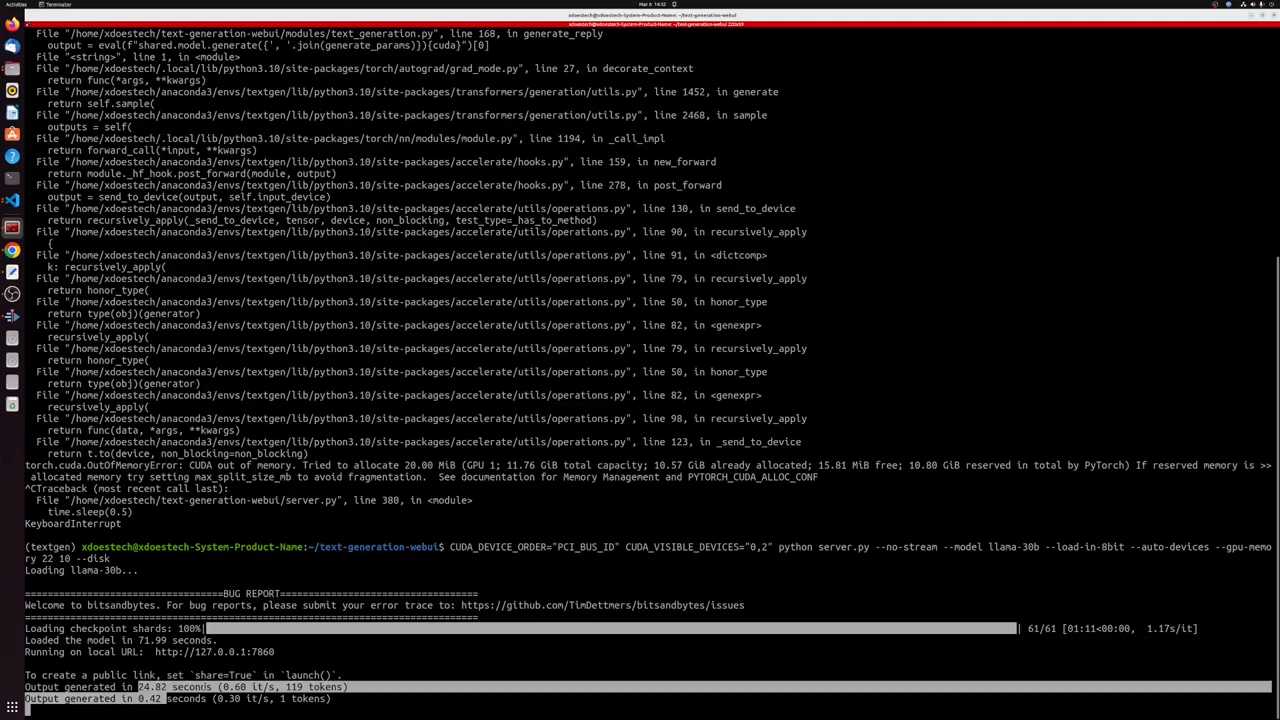 Activities
Terminator
Mar 6 14:32
xdoestech@xdoestech-System-Product-Name: ~/text-generation-webui
xdoestech@xdoestech-System-Product-Name: ~/text-generation-webui 220x59
File "/home/xdoestech/text-generation-webui/modules/text_generation.py", line 168, in generate_reply
output = eval(f"shared.model.generate({', '.join(generate_params)}){cuda}")[0]
File "<string>", line 1, in <module>
File "/home/xdoestech/.local/lib/python3.10/site-packages/torch/autograd/grad_mode.py", line 27, in decorate_context
return func(*args, **kwargs)
File "/home/xdoestech/anaconda3/envs/textgen/lib/python3.10/site-packages/transformers/generation/utils.py", line 1452, in generate
return self.sample(
File "/home/xdoestech/anaconda3/envs/textgen/lib/python3.10/site-packages/transformers/generation/utils.py", line 2468, in sample
outputs = self(
File "/home/xdoestech/.local/lib/python3.10/site-packages/torch/nn/modules/module.py", line 1194, in _call_impl
return forward_call(*input, **kwargs)
File "/home/xdoestech/anaconda3/envs/textgen/lib/python3.10/site-packages/accelerate/hooks.py", line 159, in new_forward
return module._hf_hook.post_forward(module, output)
File "/home/xdoestech/anaconda3/envs/textgen/lib/python3.10/site-packages/accelerate/hooks.py", line 278, in post_forward
output = send_to_device(output, self.input_device)
File "/home/xdoestech/anaconda3/envs/textgen/lib/python3.10/site-packages/accelerate/utils/operations.py", line 130, in send_to_device
return recursively_apply(_send_to_device, tensor, device, non_blocking, test_type=_has_to_method)
File "/home/xdoestech/anaconda3/envs/textgen/lib/python3.10/site-packages/accelerate/utils/operations.py", line 90, in recursively_apply
{
File "/home/xdoestech/anaconda3/envs/textgen/lib/python3.10/site-packages/accelerate/utils/operations.py", line 91, in <dictcomp>
k: recursively_apply(
File "/home/xdoestech/anaconda3/envs/textgen/lib/python3.10/site-packages/accelerate/utils/operations.py", line 79, in recursively_apply
return honor_type(
File "/home/xdoestech/anaconda3/envs/textgen/lib/python3.10/site-packages/accelerate/utils/operations.py", line 50, in honor_type
return type(obj)(generator)
File "/home/xdoestech/anaconda3/envs/textgen/lib/python3.10/site-packages/accelerate/utils/operations.py", line 82, in <genexpr>
recursively_apply(
File "/home/xdoestech/anaconda3/envs/textgen/lib/python3.10/site-packages/accelerate/utils/operations.py", line 79, in recursively_apply
return honor_type(
File "/home/xdoestech/anaconda3/envs/textgen/lib/python3.10/site-packages/accelerate/utils/operations.py", line 50, in honor_type
return type(obj)(generator)
File "/home/xdoestech/anaconda3/envs/textgen/lib/python3.10/site-packages/accelerate/utils/operations.py", line 82, in <genexpr>
recursively_apply(
File "/home/xdoestech/anaconda3/envs/textgen/lib/python3.10/site-packages/accelerate/utils/operations.py", line 98, in recursively_apply
return func(data, *args, **kwargs)
File "/home/xdoestech/anaconda3/envs/textgen/lib/python3.10/site-packages/accelerate/utils/operations.py", line 123, in _send_to_device
return t.to(device, non_blocking=non_blocking)
torch.cuda.OutOfMemoryError: CUDA out of memory. Tried to allocate 20.00 MiB (GPU 1; 11.76 GiB total capacity; 10.57 GiB already allocated; 15.81 MiB free; 10.80 GiB reserved in total by PyTorch) If reserved memory is >>
allocated memory try setting max_split_size_mb to avoid fragmentation.  See documentation for Memory Management and PYTORCH_CUDA_ALLOC_CONF
^CTraceback (most recent call last):
File "/home/xdoestech/text-generation-webui/server.py", line 380, in <module>
time.sleep(0.5)
KeyboardInterrupt
(textgen) xdoestech@xdoestech-System-Product-Name:~/text-generation-webui$ CUDA_DEVICE_ORDER="PCI_BUS_ID" CUDA_VISIBLE_DEVICES="0,2" python server.py --no-stream --model llama-30b --load-in-8bit --auto-devices --gpu-memo
ry 22 10 --disk
Loading llama-30b...
===================================BUG REPORT===================================
Welcome to bitsandbytes. For bug reports, please submit your error trace to: https://github.com/TimDettmers/bitsandbytes/issues
================================================================================
Loading checkpoint shards: 100%| | 61/61 [01:11<00:00,  1.17s/it]
Loaded the model in 71.99 seconds.
Running on local URL:  http://127.0.0.1:7860
To create a public link, set `share=True` in `launch()`.
Output generated in 24.82 seconds (0.60 it/s, 119 tokens)
Output generated in 0.42 seconds (0.30 it/s, 1 tokens)